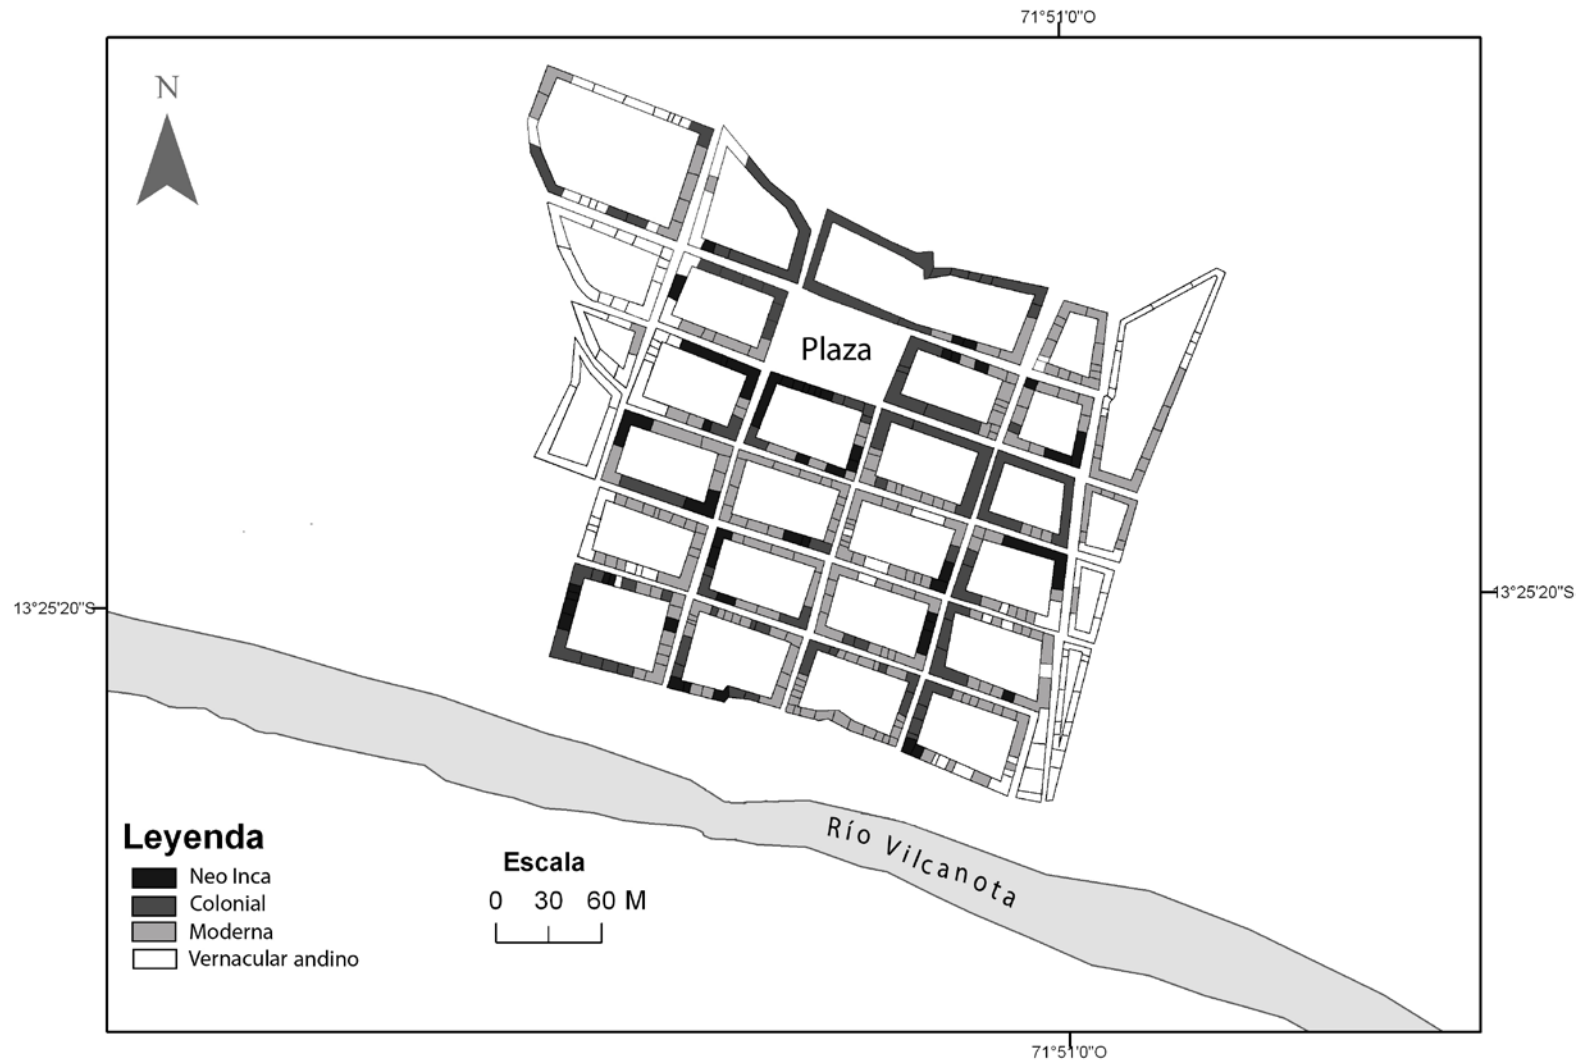 71°51'0"O
N
Plaza
13°25'20"S
13°25'20"S
Río Vilcanota
Leyenda
Neo Inca
Colonial
Moderna
Vernacular andino
Escala
0 30 60 M
71°51'0"O